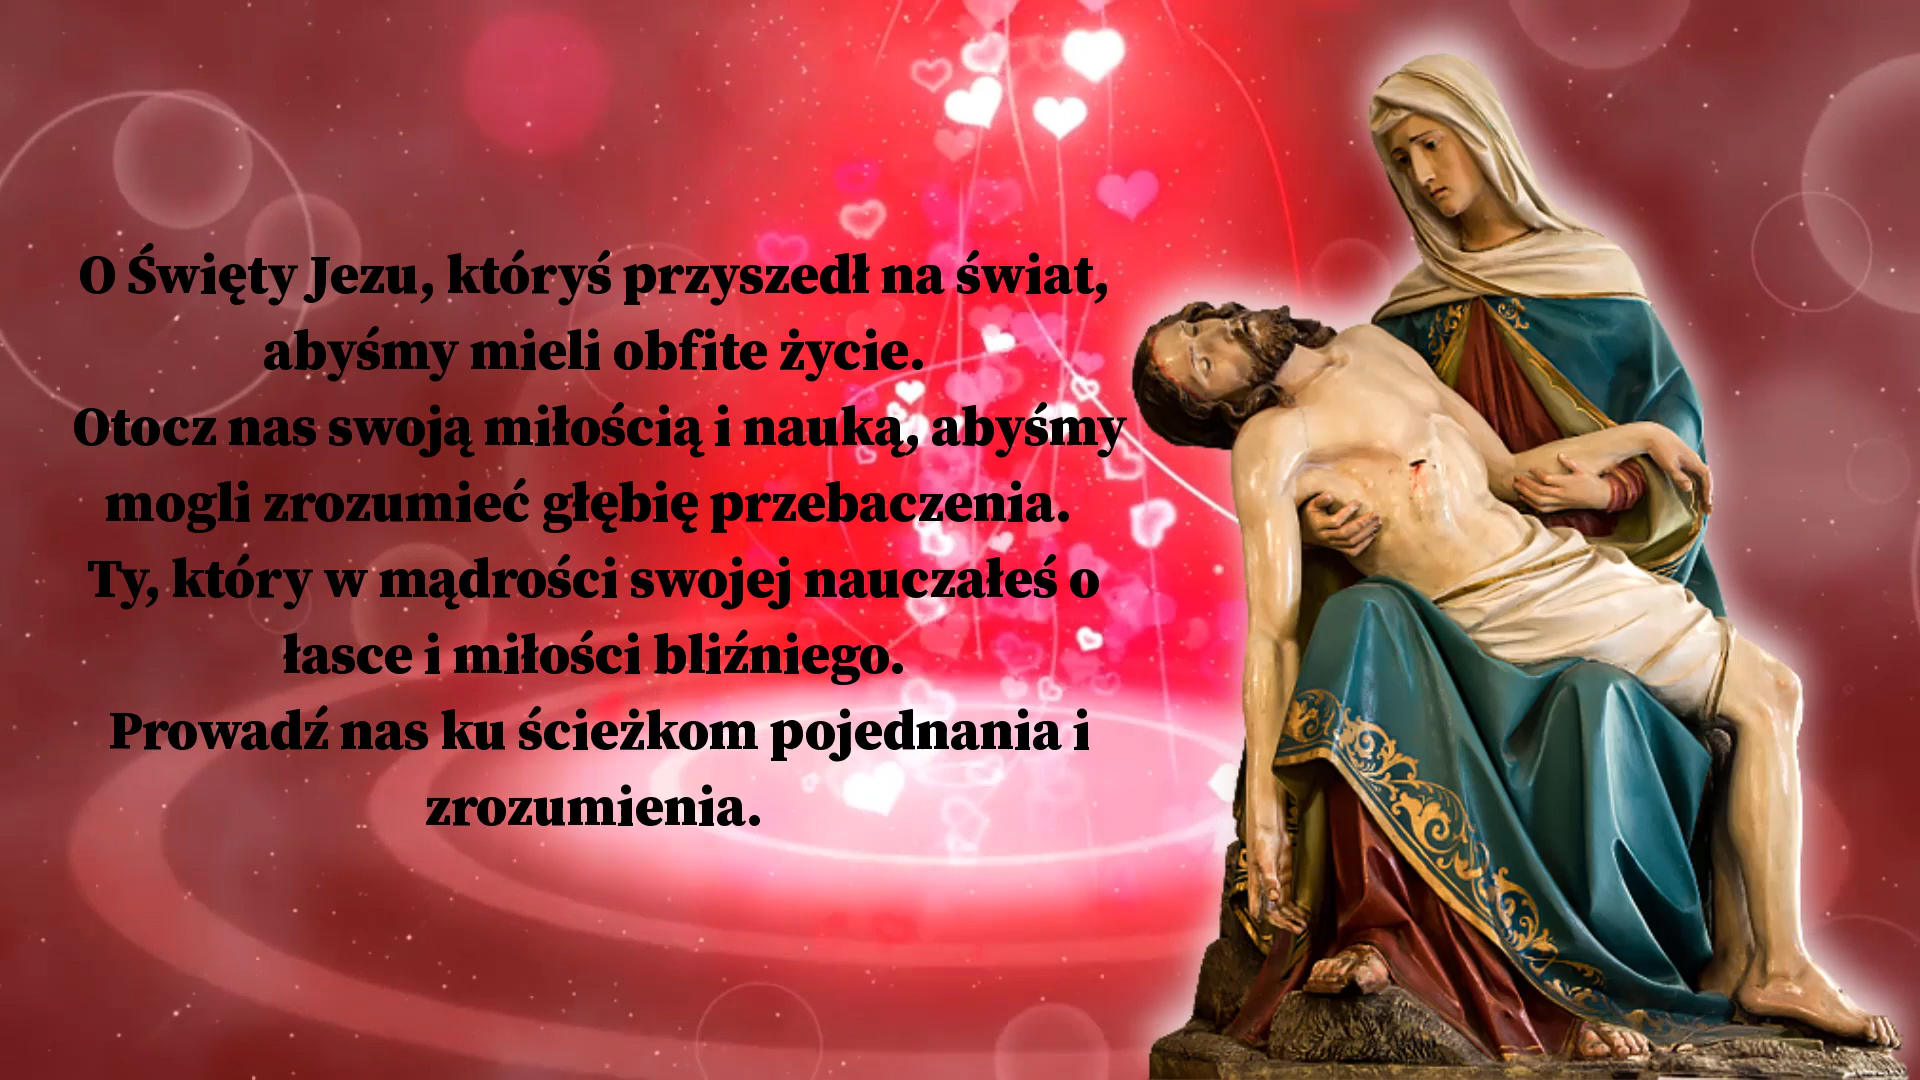 O Święty Jezu, któryś przyszedł na świat,
abyśmy mieli obfite życie.
Otocz nas swoją miłością i nauką, abyśmy
mogli zrozumieć głębię przebaczenia.
Ty, który w mądrości swojej nauczałeś o
łasce i miłości bliźniego.
Prowadź nas ku ścieżkom pojednania i
zrozumienia.